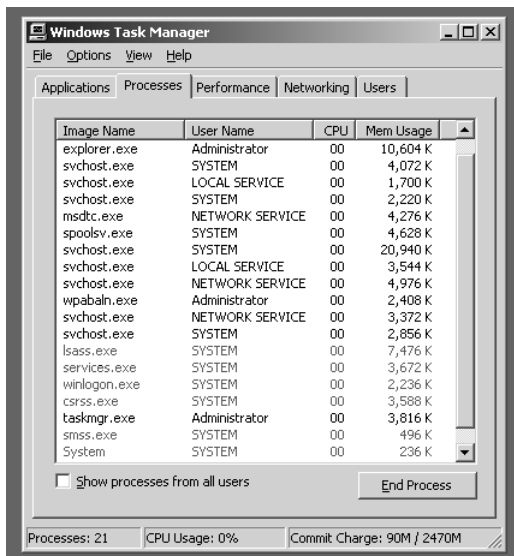 Windows Task Manager
File Options View Help
Applications Processes Performance Networking Users
Image Name User Name CPU Mem Usage
explorer.exe Administrator 00 10,604 K
svchost.exe SYSTEM 00 4,072 K
svchost.exe LOCAL SERVICE 00 1,700 K
svchost.exe SYSTEM 00 2,220 K
msdtc.exe NETWORK SERVICE 00 4,276 K
spoolsv.exe SYSTEM 00 4,628 K
svchost.exe SYSTEM 00 20,940 K
svchost.exe LOCAL SERVICE 00 3,544 K
svchost.exe NETWORK SERVICE 00 4,976 K
wpabaln.exe Administrator 00 2,408 K
svchost.exe NETWORK SERVICE 00 3,372 K
svchost.exe SYSTEM 00 2,856 K
lsass.exe SYSTEM 00 7,476 K
services.exe SYSTEM 00 3,672 K
winlogon.exe SYSTEM 00 2,236 K
csrss.exe SYSTEM 00 3,588 K
taskmgr.exe Administrator 00 3,816 K
smss.exe SYSTEM 00 496 K
System SYSTEM 00 236 K
Show processes from all users End Process
Processes: 21 CPU Usage: 0% Commit Charge: 90M / 2470M